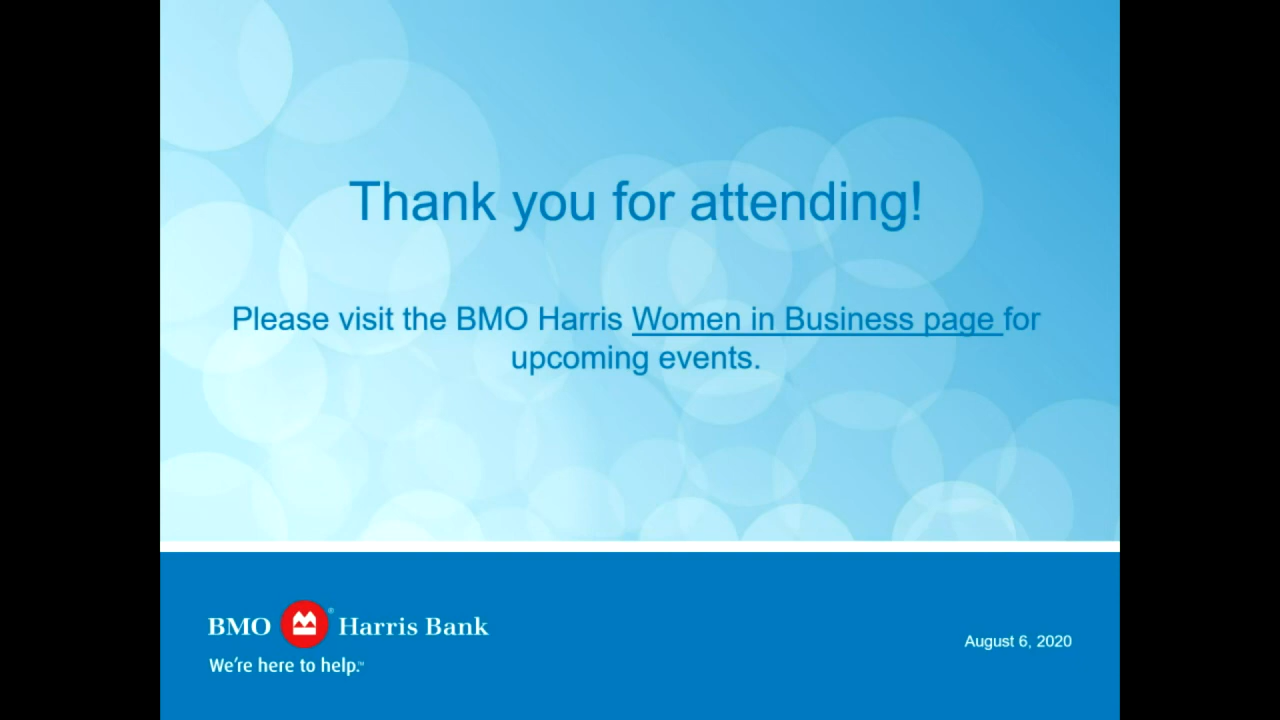 Thank you for attending!
Please visit the BMO Harris Women in Business page for
upcoming events.
BMO ® Harris Bank
We're here to help.™
August 6, 2020